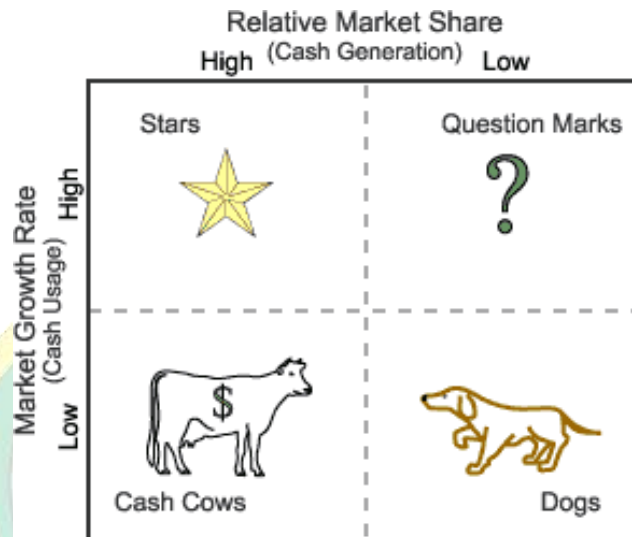 Relative Market Share
(Cash Generation)
High
Low
Market Growth Rate
(Cash Usage)
High
Low
Stars
Question Marks
?
$
Cash Cows
Dogs